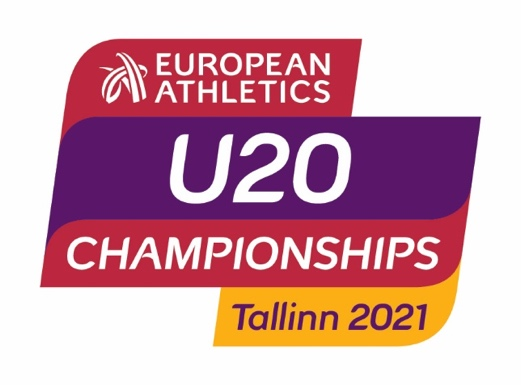 EUROPEAN
ATHLETICS
U20
CHAMPIONSHIPS
Tallinn 2021